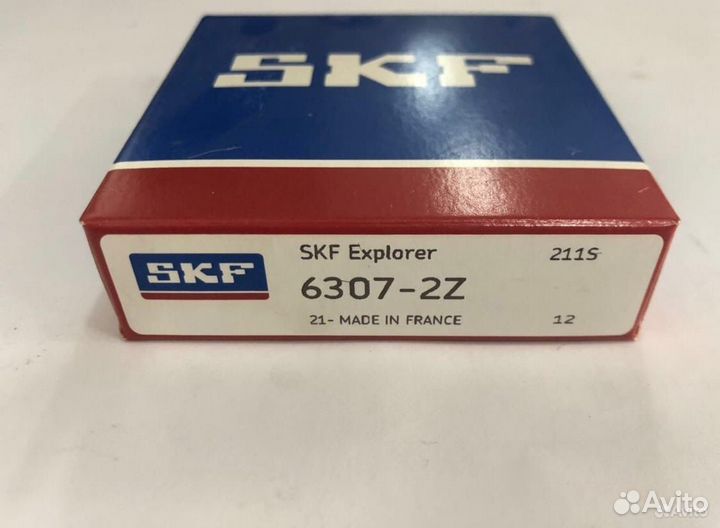 SKF
SKF
SKF Explorer 211S
6307-2Z
21- MADE IN FRANCE 12
Avito